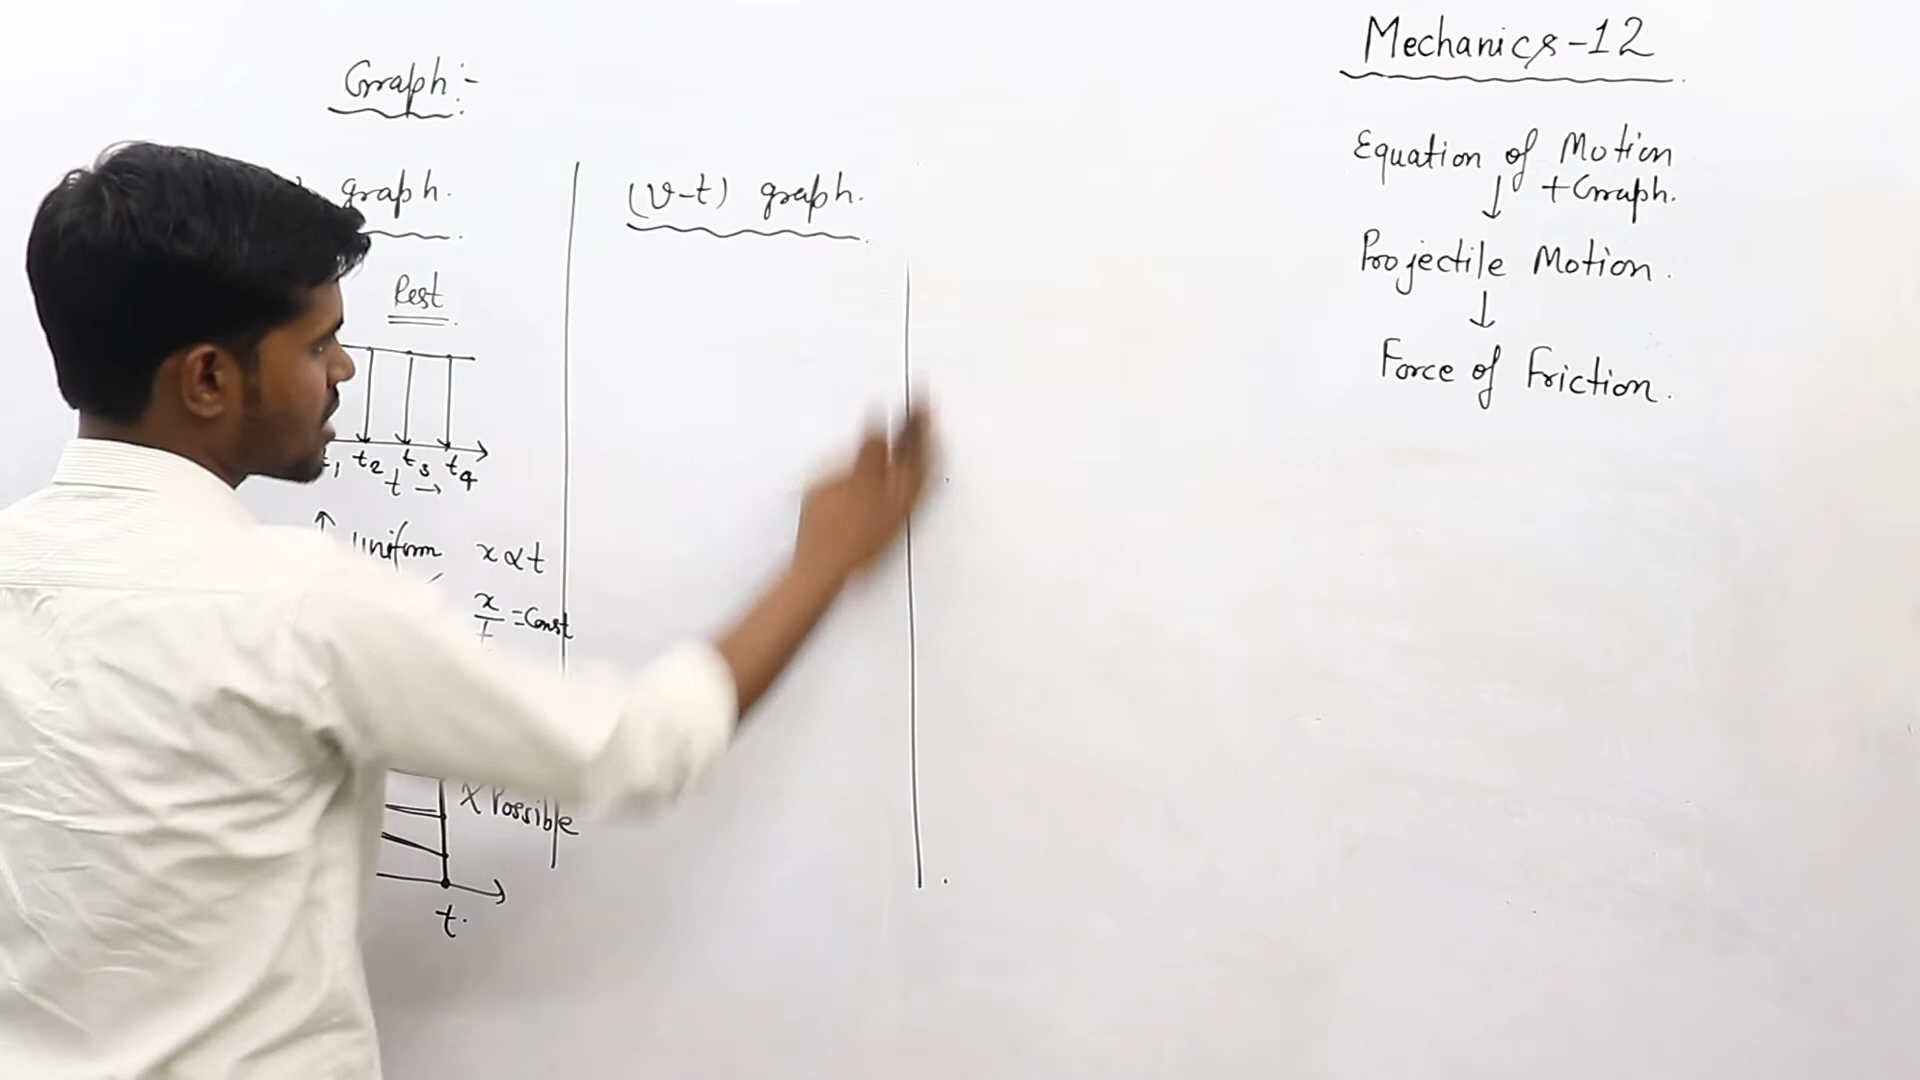 Graph:-
graph.
Rest
t2 t3 t4
t →
uniform x α t
x/t = Const
X Possible
t.
(v-t) graph.
Mechanics-12
Equation of Motion
↓ + Graph.
Projectile Motion.
↓
Force of Friction.